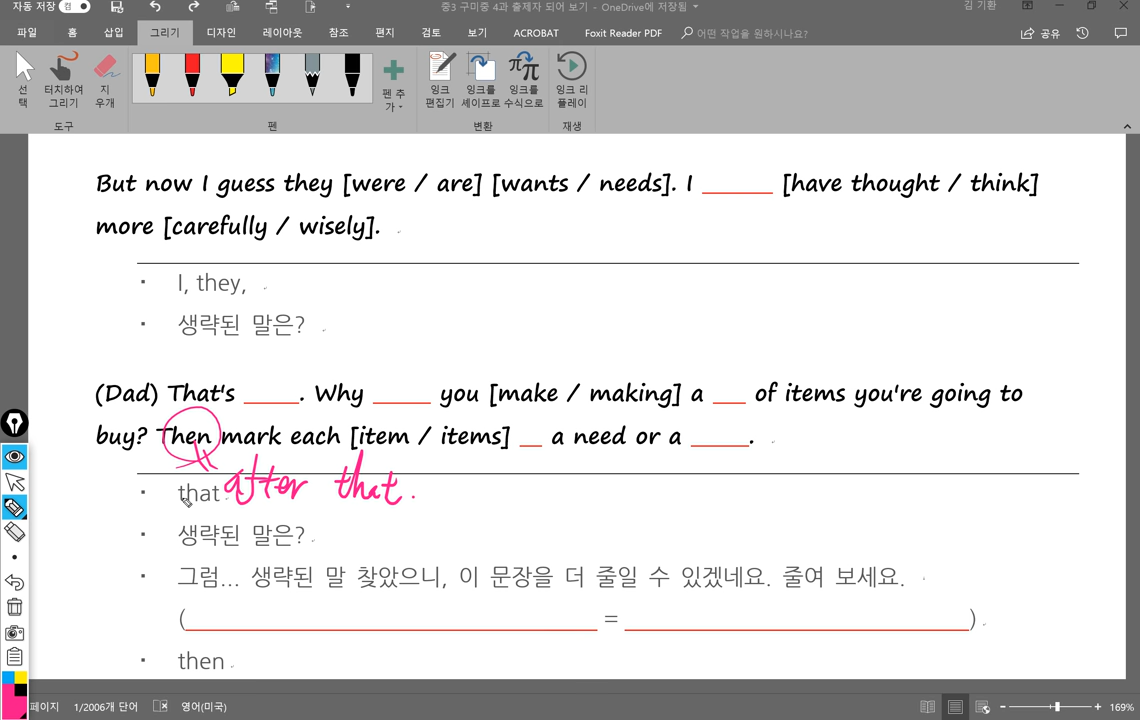 자동 저장 켬 중3 구미중 4과 출제자 되어 보기 - OneDrive에 저장됨 김 기환
파일 홈 삽입 그리기 디자인 레이아웃 참조 편지 검토 보기 ACROBAT Foxit Reader PDF 어떤 작업을 원하시나요? 공유
선택 터치하여 그리기 지우개 펜 추가 잉크 편집기 잉크를 셰이프로 잉크를 수식으로 잉크 리플레이
도구 펜 변환 재생
But now I guess they [were / are] [wants / needs]. I ______ [have thought / think]
more [carefully / wisely].
· I, they,
· 생략된 말은?
(Dad) That's _____. Why _____ you [make / making] a ___ of items you're going to
buy? Then mark each [item / items] __ a need or a _____.
· that after that.
· 생략된 말은?
· 그럼... 생략된 말 찾았으니, 이 문장을 더 줄일 수 있겠네요. 줄여 보세요.
(______________________ = ____________________)
· then
페이지 1/2006개 단어 영어(미국) 169%